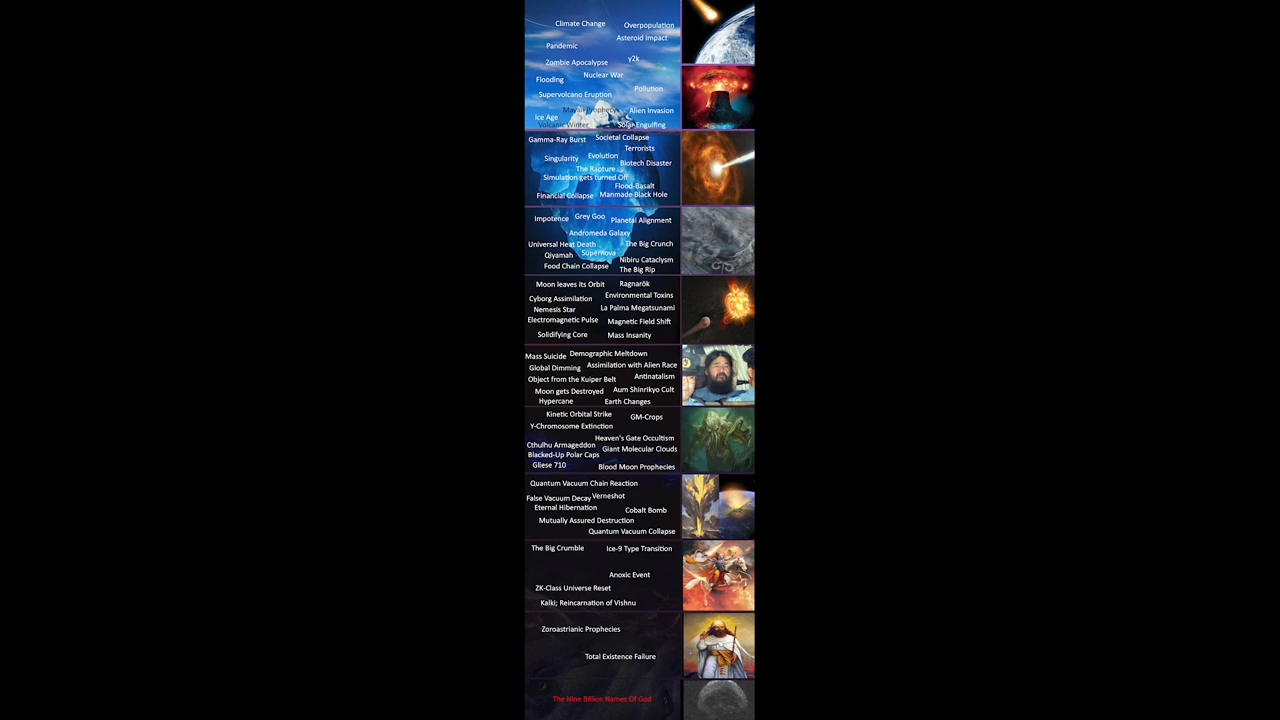 Climate Change
Overpopulation
Asteroid Impact
Pandemic
y2k
Zombie Apocalypse
Nuclear War
Flooding
Pollution
Supervolcano Eruption
Mayan Prophecy
Alien Invasion
Ice Age
Volcanic Winter
Solar Engulfing
Gamma-Ray Burst
Societal Collapse
Terrorists
Singularity
Evolution
Biotech Disaster
The Rapture
Simulation gets turned Off
Flood-Basalt
Financial Collapse
Manmade Black Hole
Impotence
Grey Goo
Planetal Alignment
Andromeda Galaxy
Universal Heat Death
The Big Crunch
Supernova
Qiyamah
Nibiru Cataclysm
Food Chain Collapse
The Big Rip
Moon leaves its Orbit
Ragnarök
Cyborg Assimilation
Environmental Toxins
Nemesis Star
La Palma Megatsunami
Electromagnetic Pulse
Magnetic Field Shift
Solidifying Core
Mass Insanity
Mass Suicide
Demographic Meltdown
Global Dimming
Assimilation with Alien Race
Object from the Kuiper Belt
Antinatalism
Moon gets Destroyed
Aum Shinrikyo Cult
Hypercane
Earth Changes
Kinetic Orbital Strike
GM-Crops
Y-Chromosome Extinction
Heaven's Gate Occultism
Cthulhu Armageddon
Giant Molecular Clouds
Blacked-Up Polar Caps
Gliese 710
Blood Moon Prophecies
Quantum Vacuum Chain Reaction
False Vacuum Decay
Verneshot
Eternal Hibernation
Cobalt Bomb
Mutually Assured Destruction
Quantum Vacuum Collapse
The Big Crumble
Ice-9 Type Transition
Anoxic Event
ZK-Class Universe Reset
Kalki; Reincarnation of Vishnu
Zoroastrianic Prophecies
Total Existence Failure
The Nine Billion Names Of God